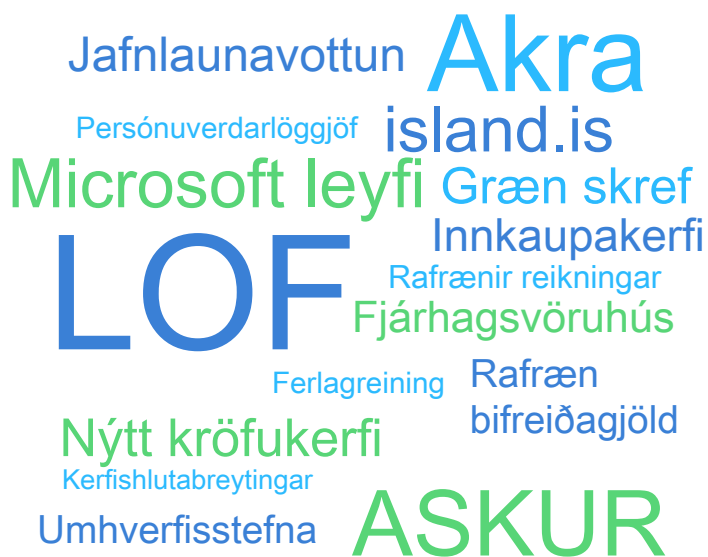 Jafnlaunavottun
Akra
Persónuverdarlöggjöf
island.is
Microsoft leyfi
Græn skref
LOF
Innkaupakerfi
Rafrænir reikningar
Fjárhagsvöruhús
Ferlagreining
Rafræn
bifreiðagjöld
Nýtt kröfukerfi
Kerfishlutabreytingar
Umhverfisstefna
ASKUR